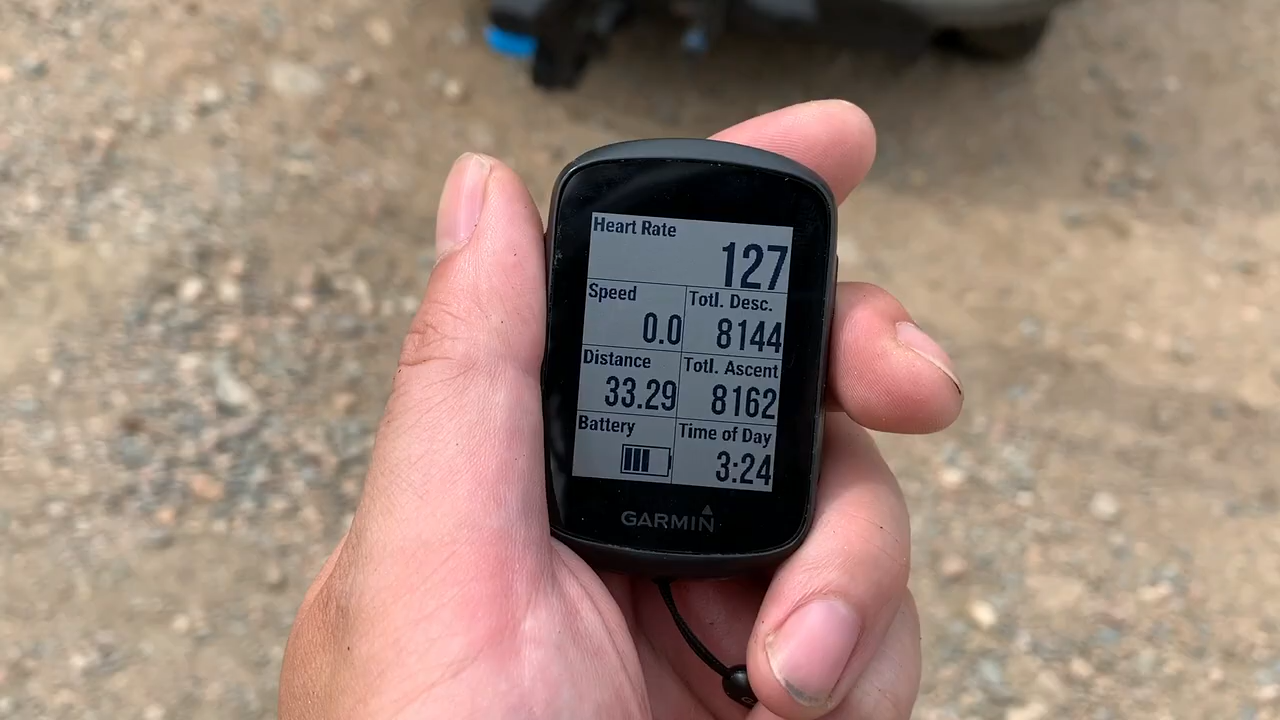 Heart Rate
127
Speed
0.0
Totl. Desc.
8144
Distance
33.29
Totl. Ascent
8162
Battery
Time of Day
3:24
GARMIN